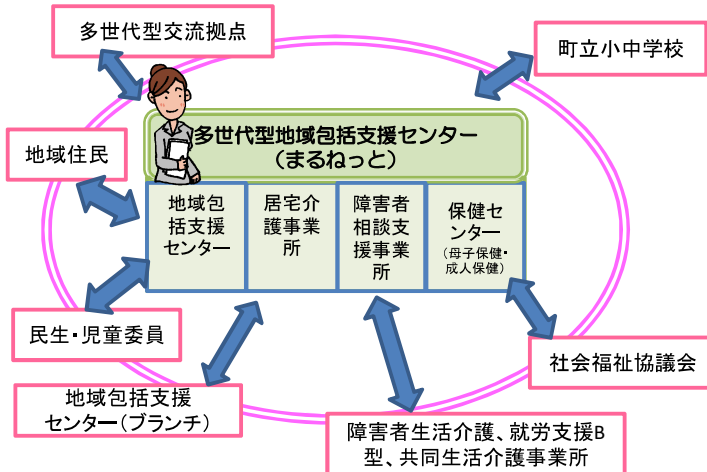 多世代型交流拠点
町立小中学校
多世代型地域包括支援センター
（まるねっと）
地域住民
地域包
括支援
センター
居宅介
護事業
所
障害者
相談支
援事業
所
保健セ
ンター
（母子保健・
成人保健）
民生・児童委員
社会福祉協議会
地域包括支援
センター（ブランチ）
障害者生活介護、就労支援B
型、共同生活介護事業所